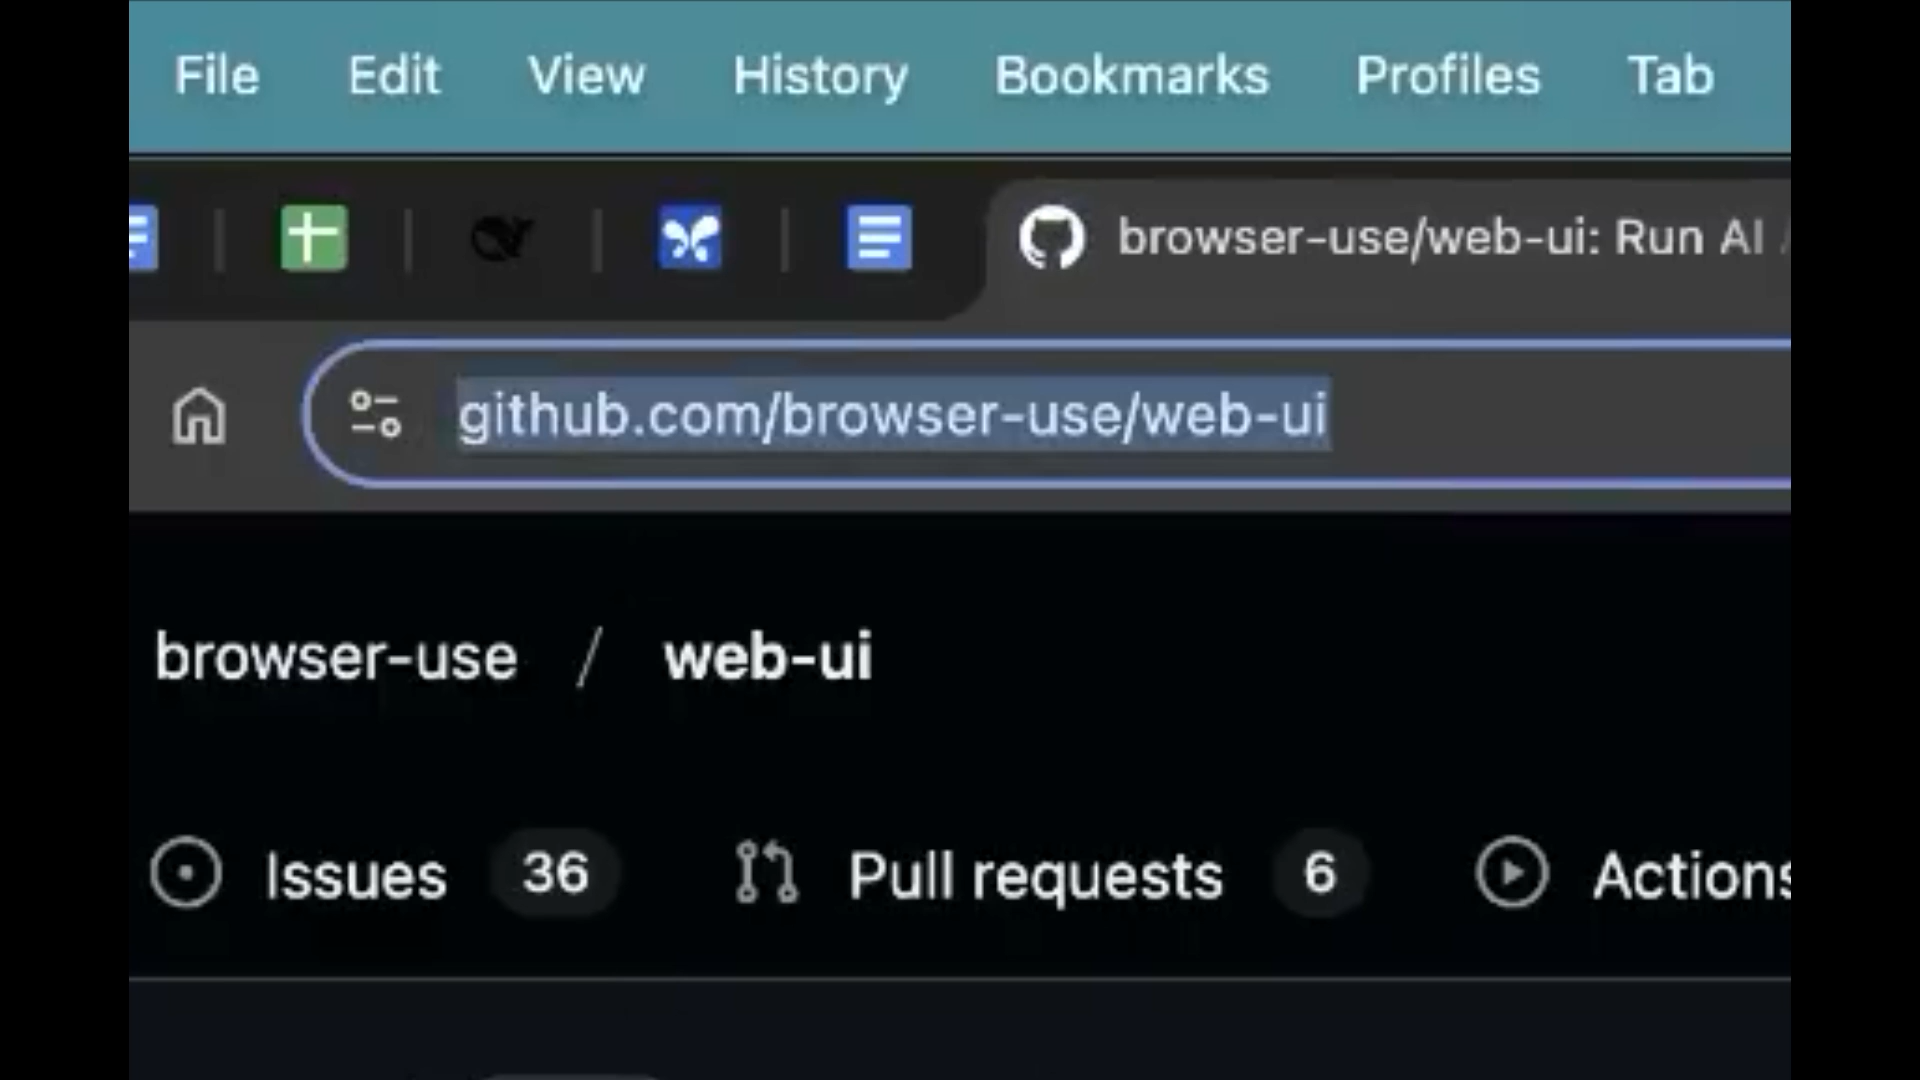 File Edit View History Bookmarks Profiles Tab
browser-use/web-ui: Run AI
github.com/browser-use/web-ui
browser-use / web-ui
Issues 36 Pull requests 6 Actions